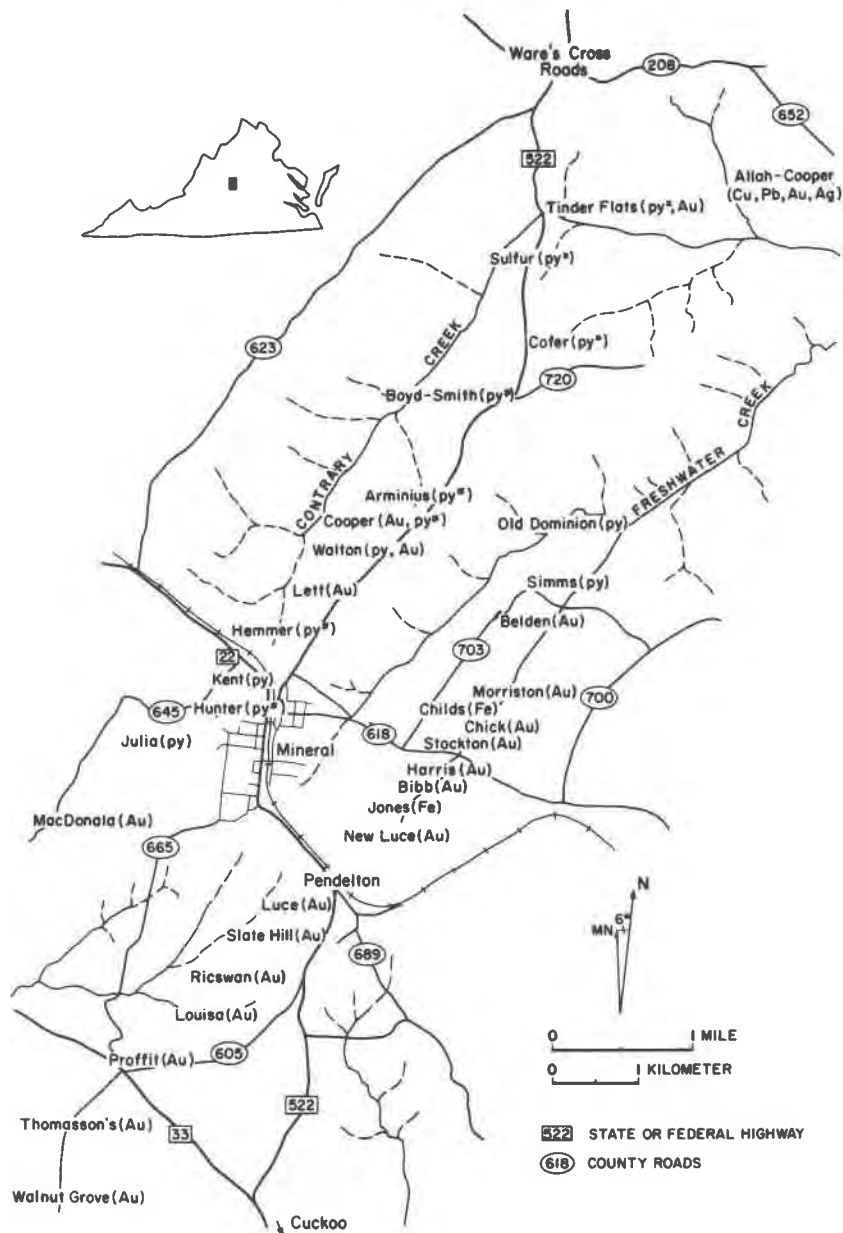 Ware's Cross
Roads
208
652
522
Allah-Cooper
(Cu, Pb, Au, Ag)
Tinder Flats (py*, Au)
Sulfur (py*)
623
CREEK
Cofer (py*)
720
Boyd-Smith (py*)
CREEK
CONTRARY
FRESHWATER
Arminius (py*)
Cooper (Au, py*)
Old Dominion (py)
Walton (py, Au)
Simms (py)
Lett (Au)
Belden (Au)
Hemmer (py*)
703
22
Kent (py)
Morriston (Au)
700
645
Hunter (py*)
Childs (Fe)
Chick (Au)
618
Julia (py)
Mineral
Stockton (Au)
Harris (Au)
Bibb (Au)
Jones (Fe)
MacDonala (Au)
New Luce (Au)
665
Pendelton
N
Luce (Au)
6°
MN
Slate Hill (Au)
689
Ricswan (Au)
Louisa (Au)
0 1 MILE
605
Proffit (Au)
0 1 KILOMETER
522
Thomasson's (Au)
33
522 STATE OR FEDERAL HIGHWAY
618 COUNTY ROADS
Walnut Grove (Au)
Cuckoo